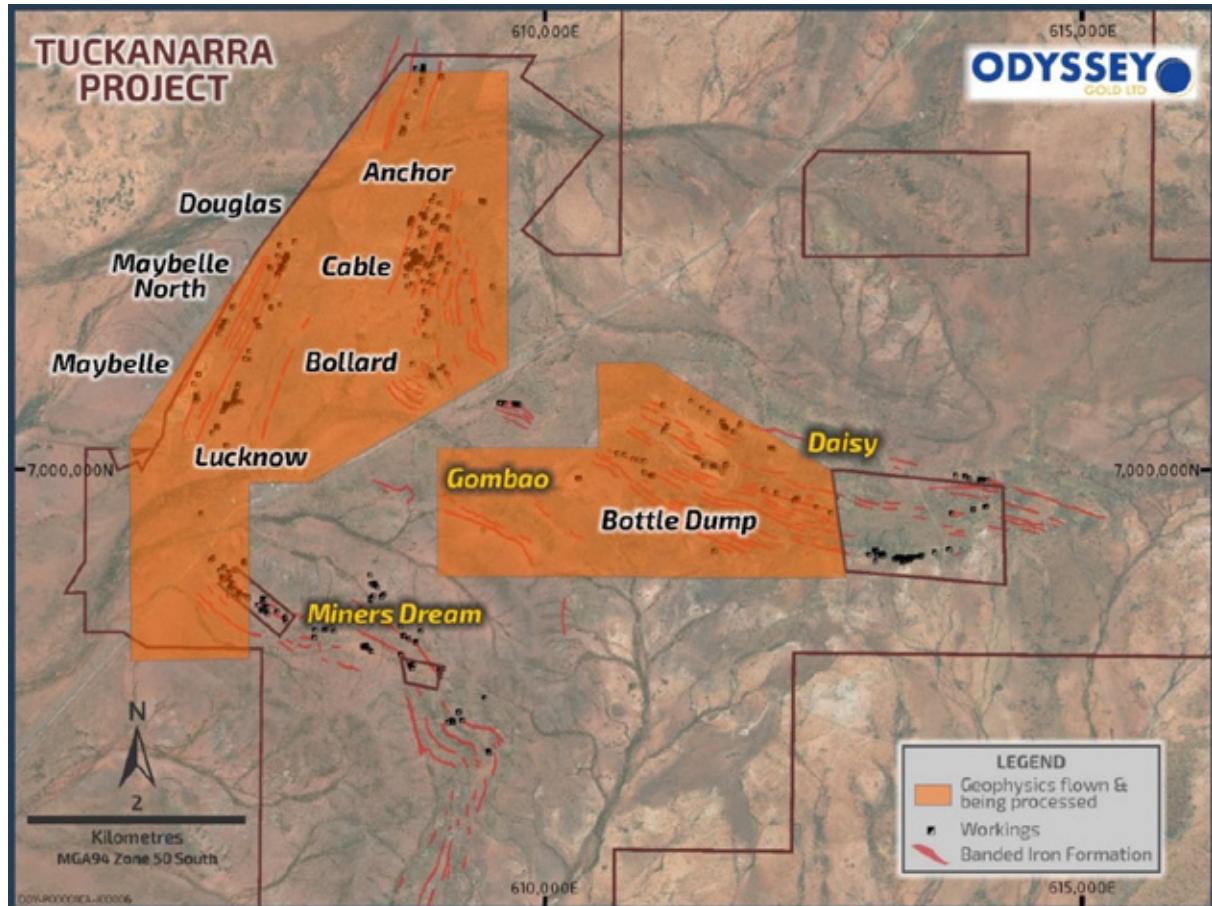 TUCKANARRA
PROJECT
610,000E
615,000E
ODYSSEY
GOLD LTD
Anchor
Douglas
Maybelle
North
Cable
Maybelle
Bollard
Lucknow
Daisy
7,000,000N
7,000,000N
Gombao
Bottle Dump
Miners Dream
N
2
Kilometres
MGA94 Zone 50 South
LEGEND
Geophysics flown &
being processed
Workings
Banded Iron Formation
610,000E
615,000E